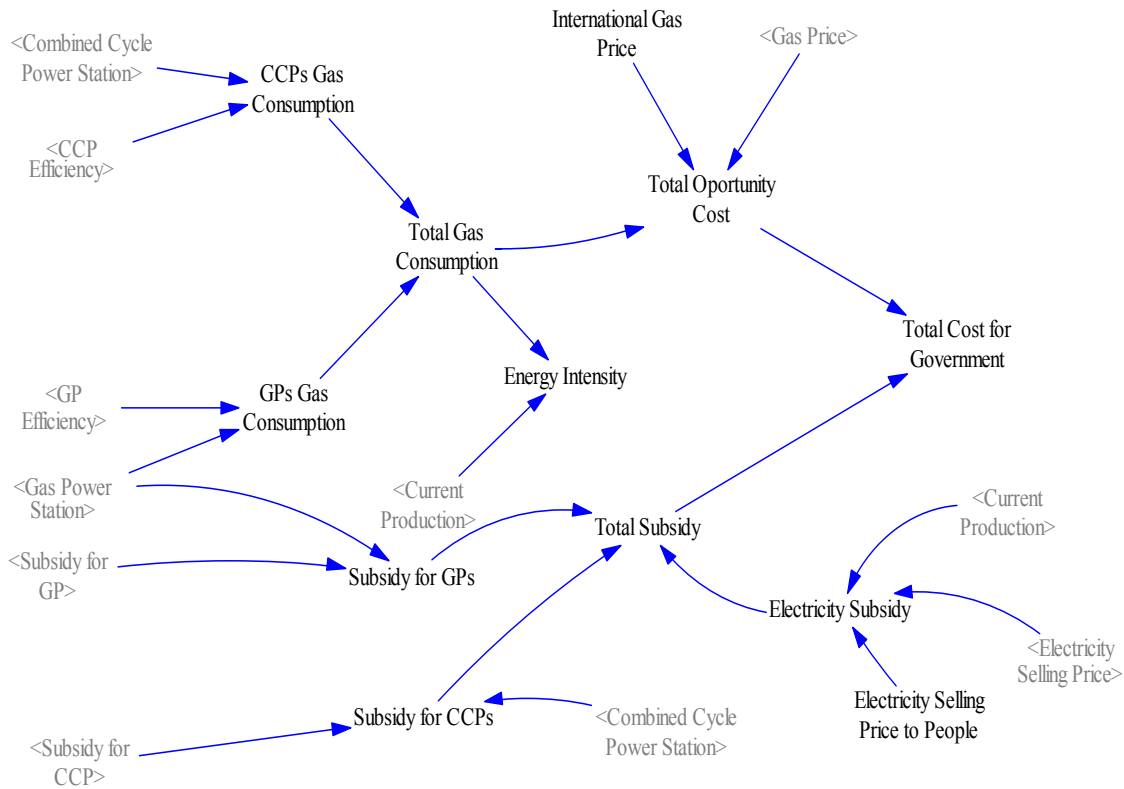 International Gas
Price
<Gas Price>
<Combined Cycle
Power Station>
CCPs Gas
Consumption
<CCP
Efficiency>
Total Oportunity
Cost
Total Gas
Consumption
Total Cost for
Government
Energy Intensity
<GP
Efficiency>
GPs Gas
Consumption
<Gas Power
Station>
<Current
Production>
<Current
Production>
Total Subsidy
<Subsidy for
GP>
Subsidy for GPs
Electricity Subsidy
<Electricity
Selling Price>
Electricity Selling
Price to People
Subsidy for CCPs
<Combined Cycle
Power Station>
<Subsidy for
CCP>